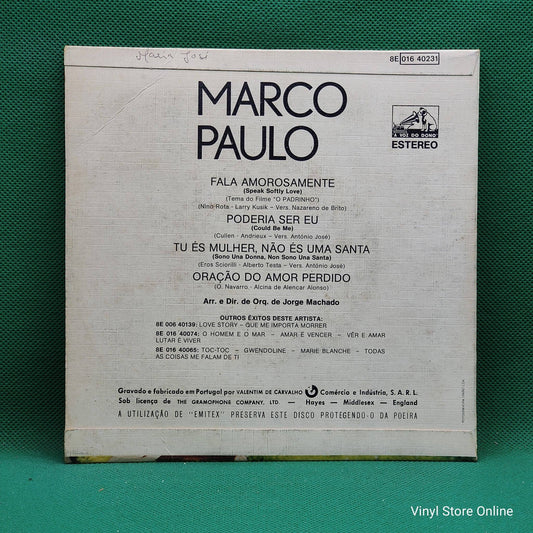 Maria José
8E 016 40231
MARCO
PAULO
"A VOZ DO DONO"
ESTEREO
FALA AMOROSAMENTE
(Speak Softly Love)
(Tema do Filme "O PADRINHO")
(Nino Rota - Larry Kusik - Vers. Nazareno de Brito)
PODERIA SER EU
(Could Be Me)
(Cullen - Andrieux - Vers. António José)
TU ÉS MULHER, NÃO ÉS UMA SANTA
(Sono Una Donna, Non Sono Una Santa)
(Eros Sciorilli - Alberto Testa - Vers. António José)
ORAÇÃO DO AMOR PERDIDO
(O. Navarro - Alcina de Alencar Alonso)
Arr. e Dir. de Orq. de Jorge Machado
OUTROS ÊXITOS DESTE ARTISTA:
8E 006 40139: LOVE STORY - QUE ME IMPORTA MORRER
8E 016 40074: O HOMEM E O MAR - AMAR É VENCER - VÊR E AMAR
LUTAR É VIVER
8E 016 40065: TOC-TOC - GWENDOLINE - MARIE BLANCHE - TODAS
AS COISAS ME FALAM DE TI
Gravado e fabricado em Portugal por VALENTIM DE CARVALHO Comércio e Indústria, S. A. R. L.
Sob licença de THE GRAMOPHONE COMPANY, LTD. — Hayes - Middlesex - England
A UTILIZAÇÃO DE "EMITEX" PRESERVA ESTE DISCO PROTEGENDO-O DA POEIRA
Vinyl Store Online